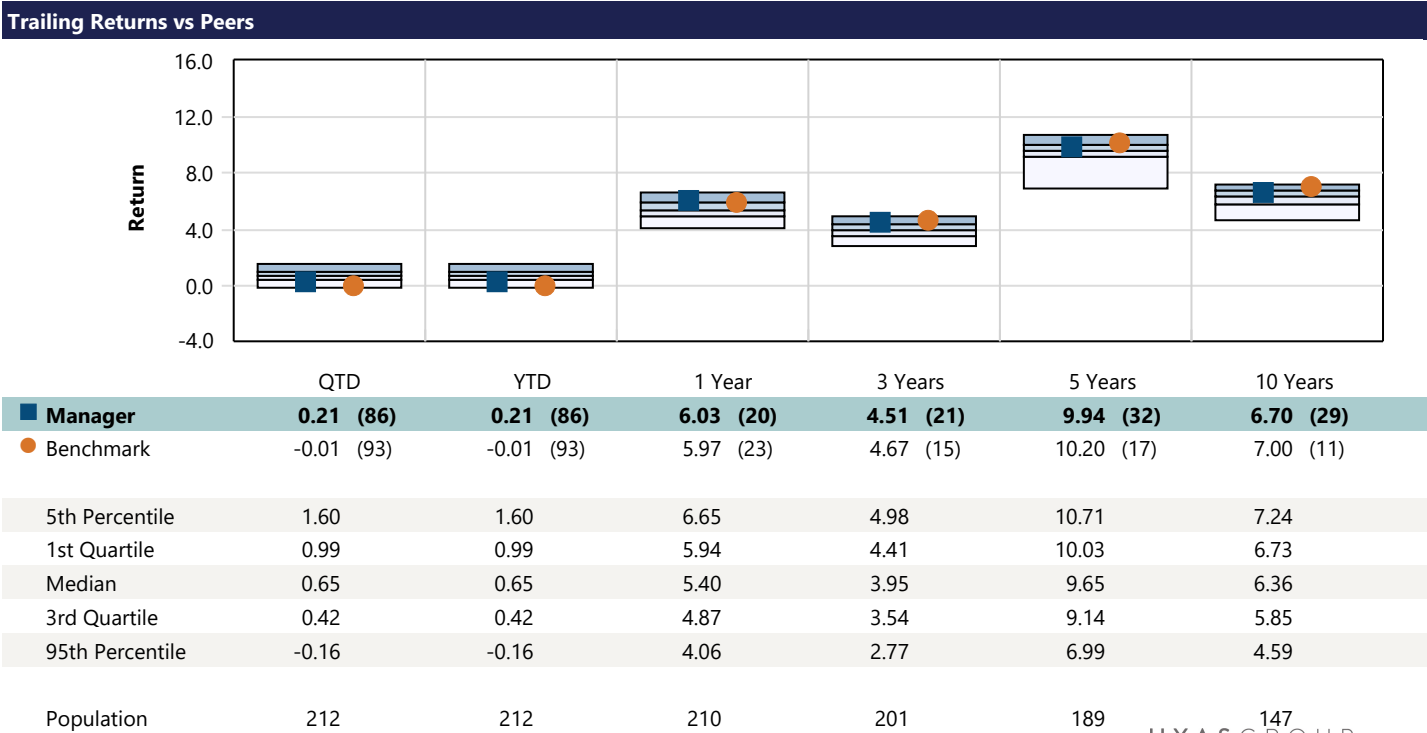 Trailing Returns vs Peers
16.0
12.0
8.0
4.0
0.0
-4.0
Return
QTD YTD 1 Year 3 Years 5 Years 10 Years
Manager 0.21 (86) 0.21 (86) 6.03 (20) 4.51 (21) 9.94 (32) 6.70 (29)
Benchmark -0.01 (93) -0.01 (93) 5.97 (23) 4.67 (15) 10.20 (17) 7.00 (11)
5th Percentile 1.60 1.60 6.65 4.98 10.71 7.24
1st Quartile 0.99 0.99 5.94 4.41 10.03 6.73
Median 0.65 0.65 5.40 3.95 9.65 6.36
3rd Quartile 0.42 0.42 4.87 3.54 9.14 5.85
95th Percentile -0.16 -0.16 4.06 2.77 6.99 4.59
Population 212 212 210 201 189 147